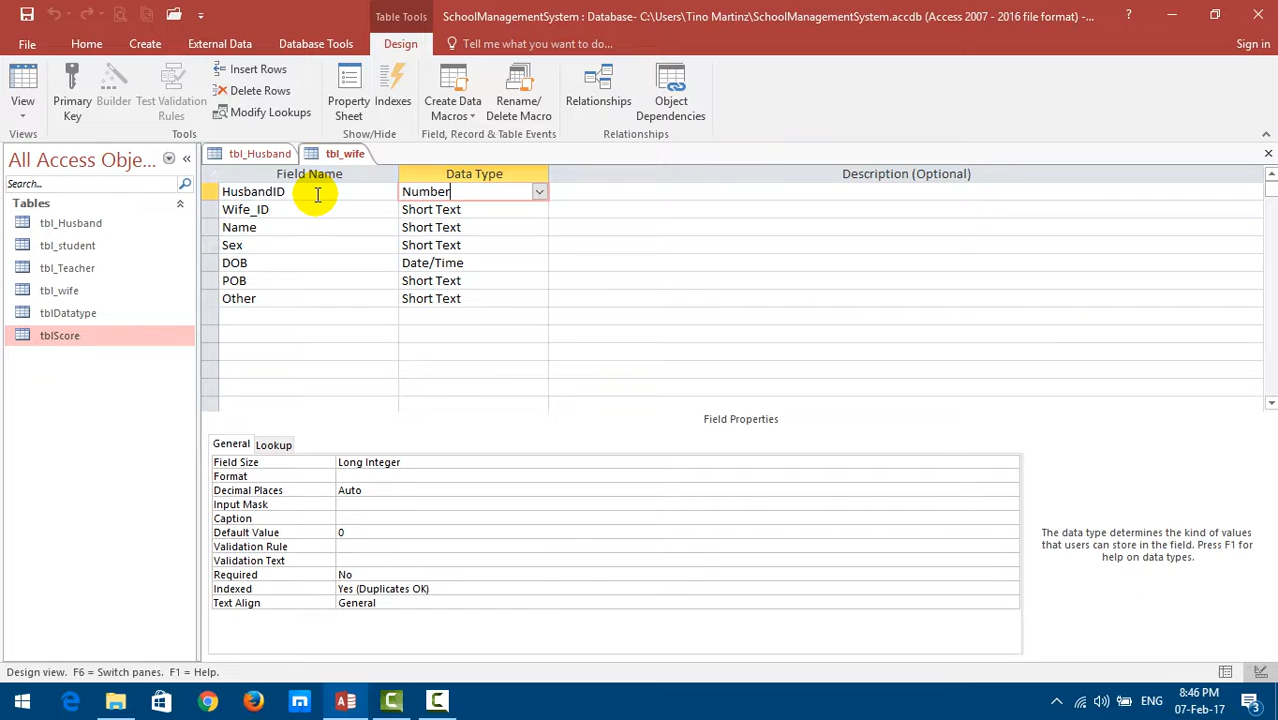 Table Tools
SchoolManagementSystem : Database- C:\Users\Tino Martinz\SchoolManagementSystem.accdb (Access 2007 - 2016 file format) -...
?
File
Home
Create
External Data
Database Tools
Design
Tell me what you want to do...
Sign in
View
Primary Key
Builder
Test Validation Rules
Insert Rows
Delete Rows
Modify Lookups
Property Sheet
Indexes
Create Data Macros
Rename/ Delete Macro
Relationships
Object Dependencies
Views
Tools
Show/Hide
Field, Record & Table Events
Relationships
All Access Obje...
Search...
Tables
tbl_Husband
tbl_student
tbl_Teacher
tbl_wife
tblDatatype
tblScore
tbl_Husband
tbl_wife
Field Name Data Type Description (Optional)
HusbandID Number
Wife_ID Short Text
Name Short Text
Sex Short Text
DOB Date/Time
POB Short Text
Other Short Text
Field Properties
General Lookup
Field Size Long Integer
Format
Decimal Places Auto
Input Mask
Caption
Default Value 0
Validation Rule
Validation Text
Required No
Indexed Yes (Duplicates OK)
Text Align General
The data type determines the kind of values
that users can store in the field. Press F1 for
help on data types.
Design view. F6 = Switch panes. F1 = Help.
ENG
8:46 PM
07-Feb-17
3